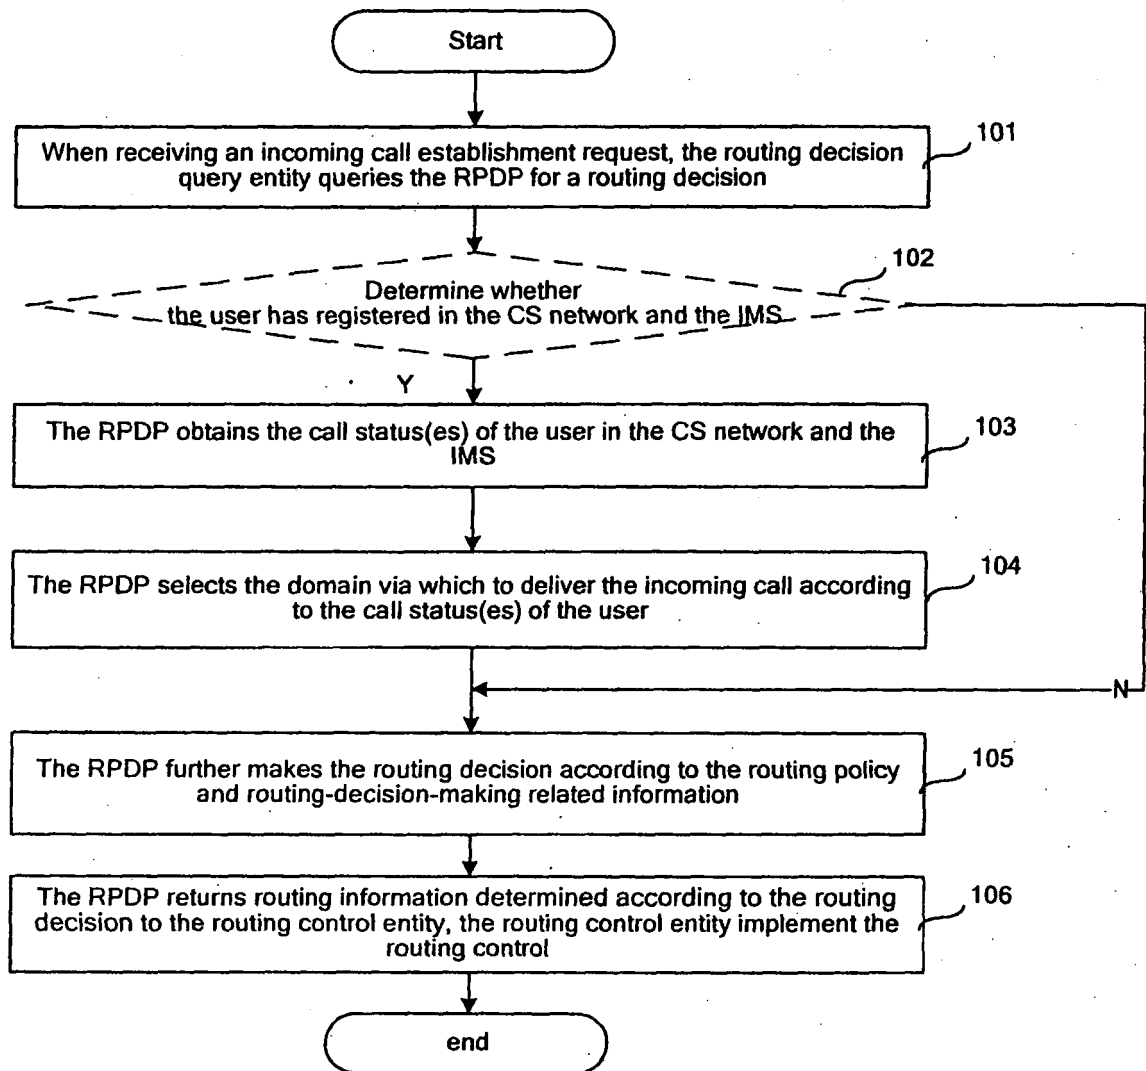 Start
When receiving an incoming call establishment request, the routing decision
query entity queries the RPDP for a routing decision
101
102
Determine whether
the user has registered in the CS network and the IMS
Y
The RPDP obtains the call status(es) of the user in the CS network and the
IMS
103
The RPDP selects the domain via which to deliver the incoming call according
to the call status(es) of the user
104
N
The RPDP further makes the routing decision according to the routing policy
and routing-decision-making related information
105
The RPDP returns routing information determined according to the routing
decision to the routing control entity, the routing control entity implement the
routing control
106
end